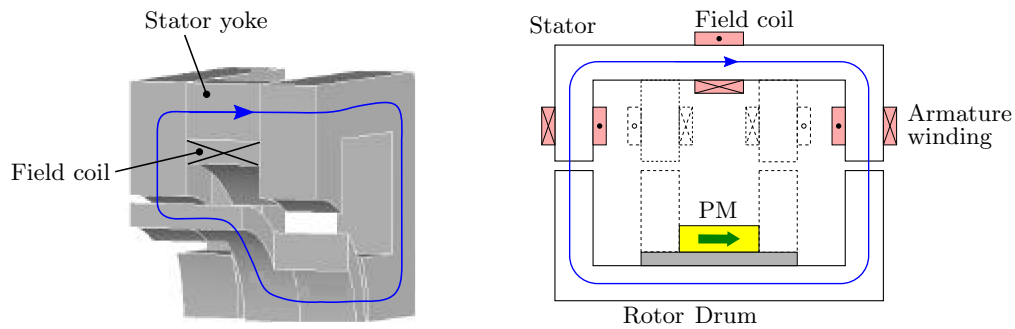 Stator yoke
Field coil
Field coil
Stator
Armature
winding
PM
Rotor Drum